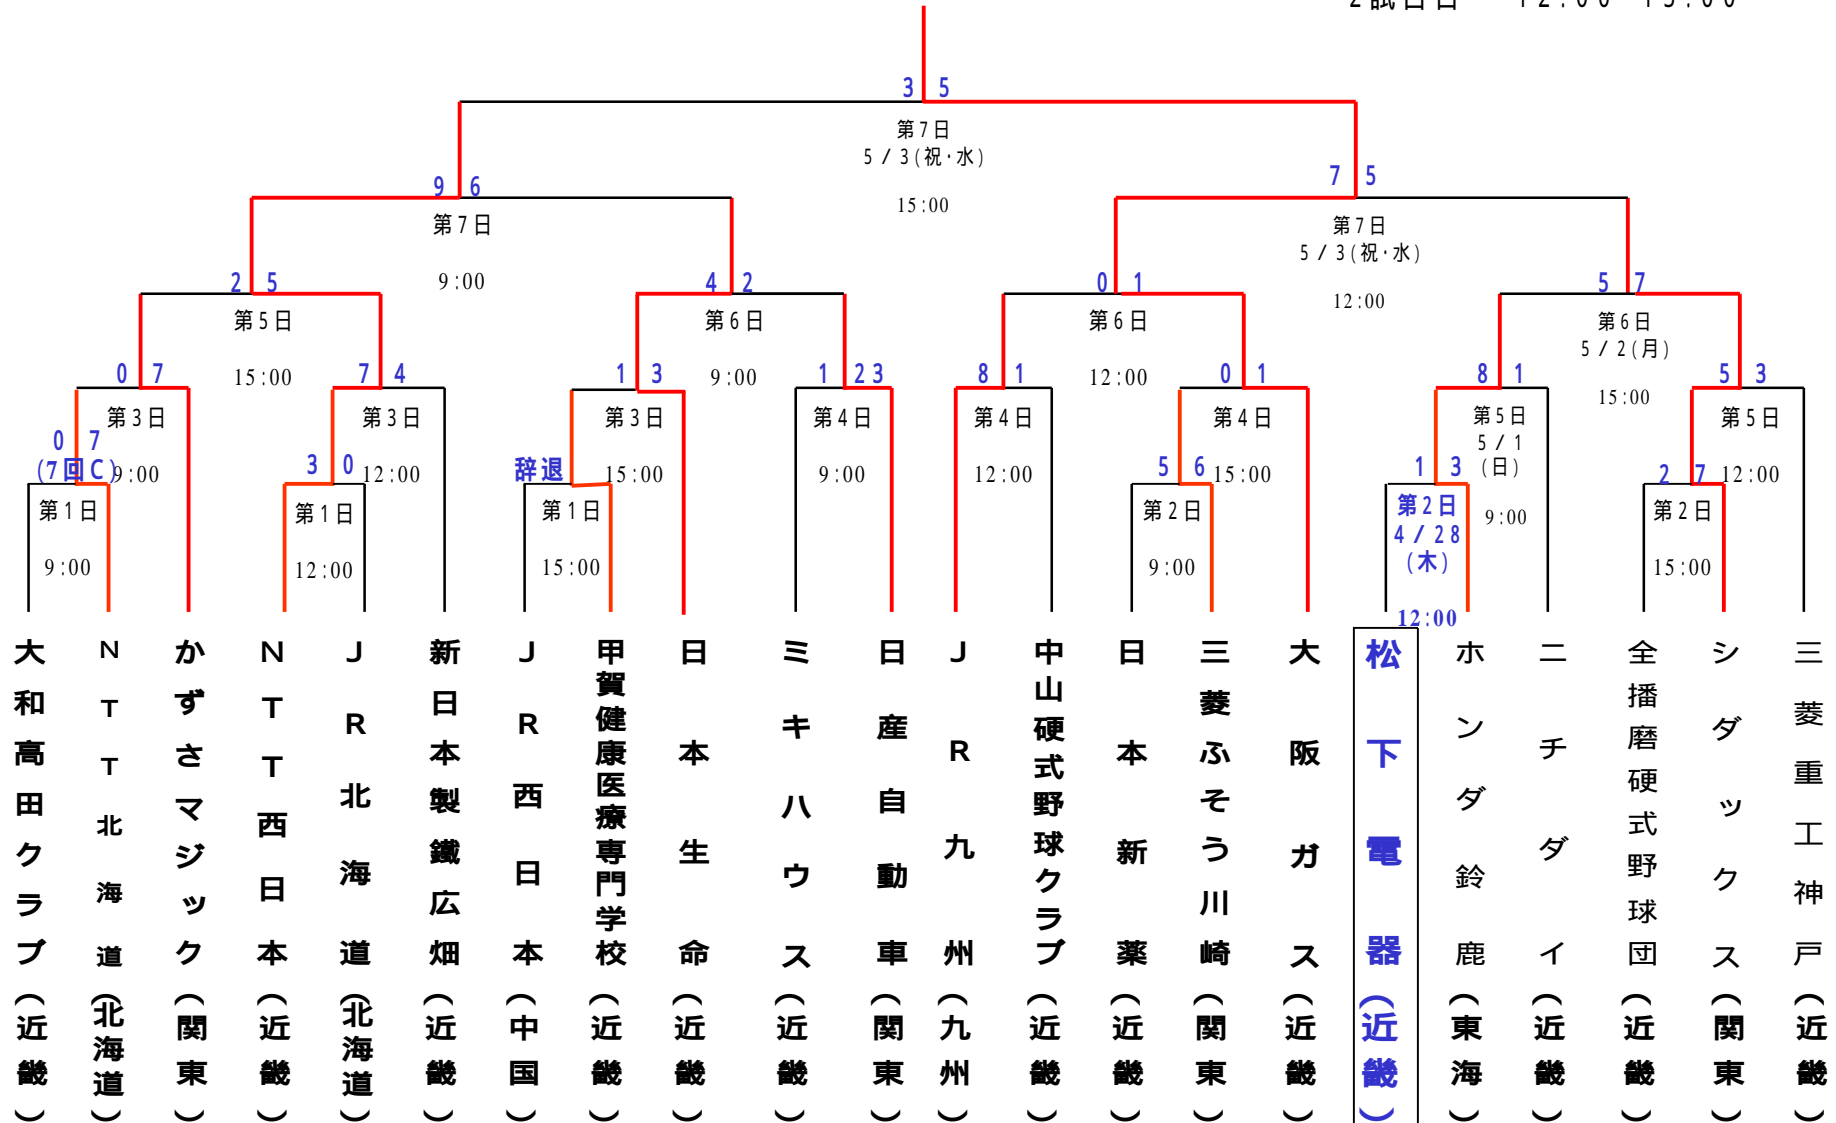 12:00 15:00
3 5
第7日
5/3(祝・水)
15:00
9 6
第7日
9:00
7 5
第7日
5/3(祝・水)
12:00
2 5
第5日
15:00
4 2
第6日
9:00
0 1
第6日
12:00
5 7
第6日
5/2(月)
15:00
0 7
第3日
9:00
7 4
第3日
12:00
1 3
第3日
15:00
1 23
第4日
9:00
8 1
第4日
12:00
0 1
第4日
15:00
8 1
第5日
5/1
(日)
9:00
5 3
第5日
12:00
0 7
(7回C)
第1日
9:00
3 0
第1日
12:00
辞退
第1日
15:00
5 6
第2日
9:00
1 3
第2日
4/28
(木)
12:00
2 7
第2日
15:00
大和高田クラブ(近畿)
NTT北海道(北海道)
かずさマジック(関東)
NTT西日本(近畿)
JR北海道(北海道)
新日本製鐵広畑(近畿)
JR西日本(中国)
甲賀健康医療専門学校(近畿)
日本生命(近畿)
ミキハウス(近畿)
日産自動車(関東)
JR九州(九州)
中山硬式野球クラブ(近畿)
日本新薬(近畿)
三菱ふそう川崎(関東)
大阪ガス(近畿)
松下電器(近畿)
ホンダ鈴鹿(東海)
ニチダイ(近畿)
全播磨硬式野球団(近畿)
シダックス(関東)
三菱重工神戸(近畿)